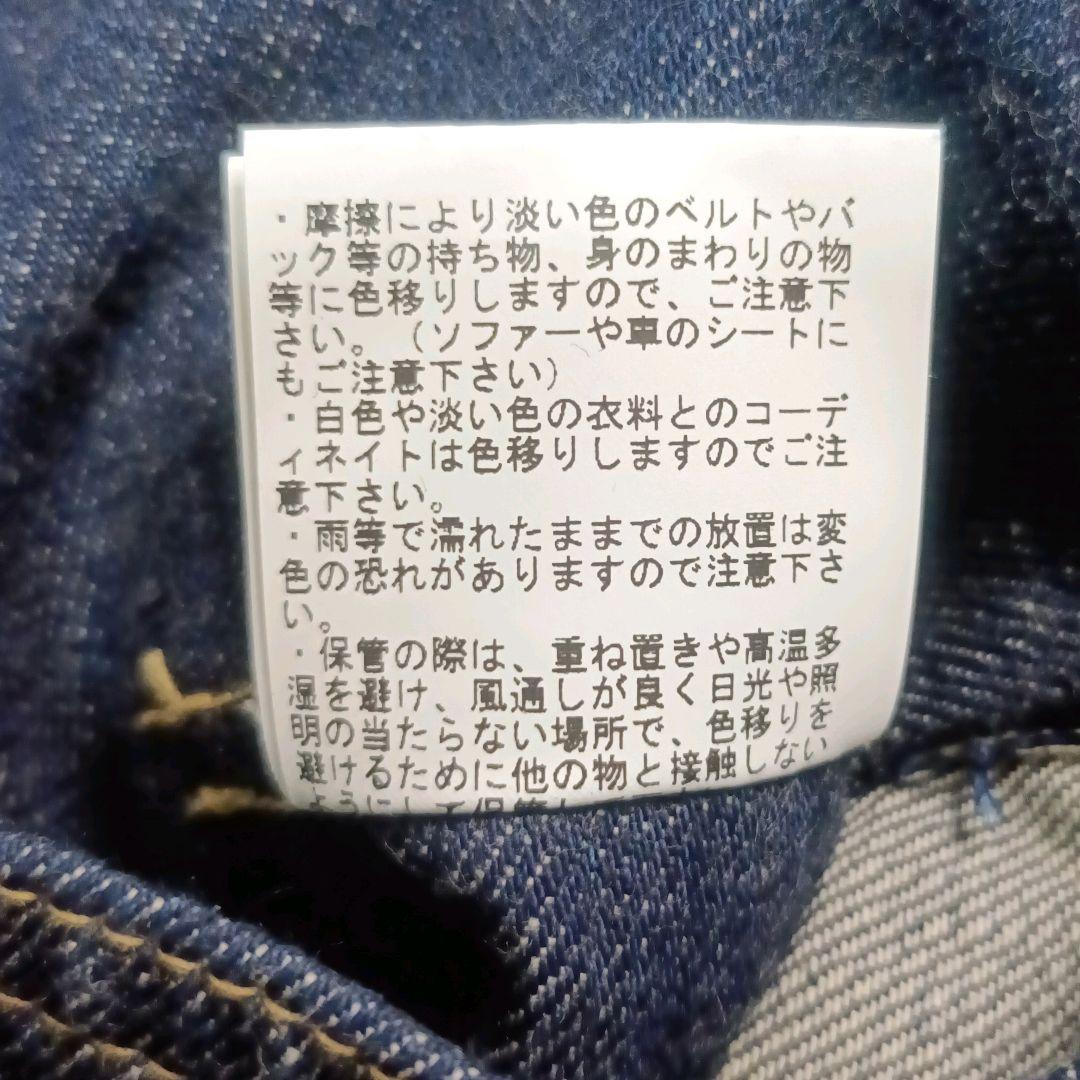 ・摩擦により淡い色のベルトやバ
ック等の持ち物、身のまわりの物
等に色移りしますので、ご注意下
さい。（ソファーや車のシートに
もご注意下さい）
・白色や淡い色の衣料とのコーデ
ィネイトは色移りしますのでご注
意下さい。
・雨等で濡れたままでの放置は変
色の恐れがありますので注意下さ
い。
・保管の際は、重ね置きや高温多
湿を避け、風通しが良く日光や照
明の当たらない場所で、色移りを
避けるために他の物と接触しない
ようにして保管し